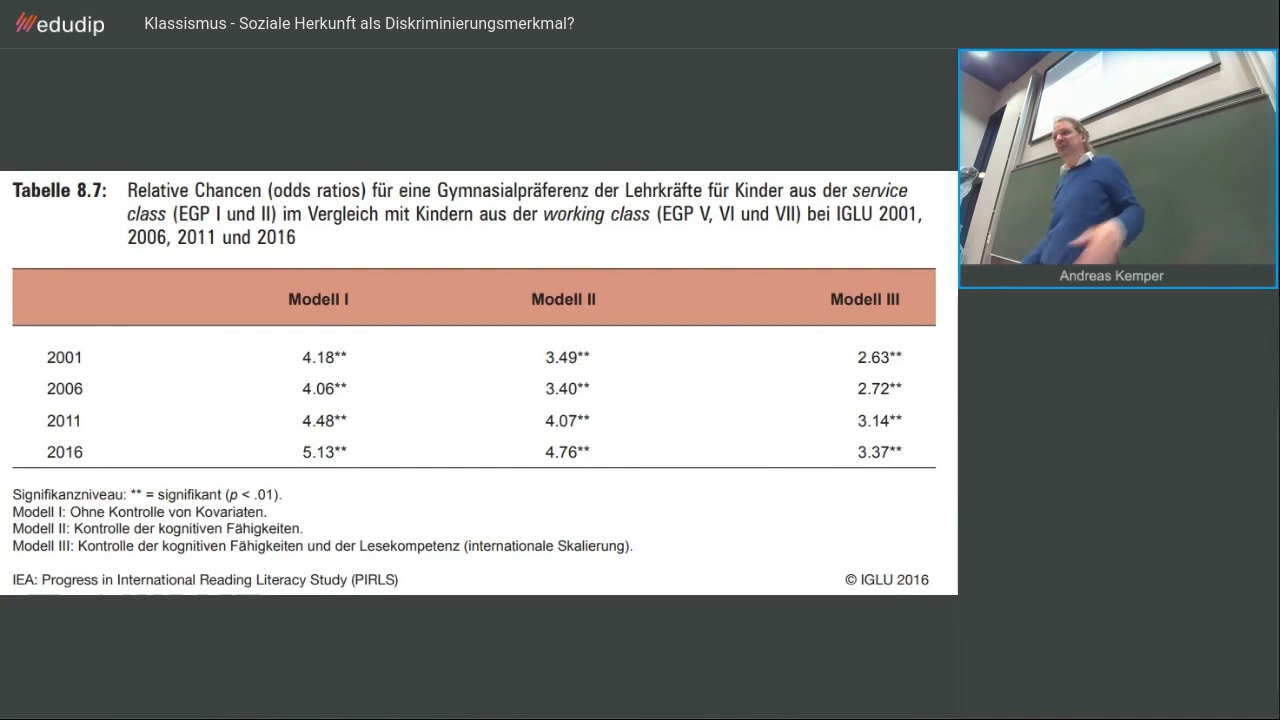 edudip
Klassismus - Soziale Herkunft als Diskriminierungsmerkmal?
Andreas Kemper
Tabelle 8.7: Relative Chancen (odds ratios) für eine Gymnasialpräferenz der Lehrkräfte für Kinder aus der service
class (EGP I und II) im Vergleich mit Kindern aus der working class (EGP V, VI und VII) bei IGLU 2001,
2006, 2011 und 2016
Modell I Modell II Modell III
2001 4.18** 3.49** 2.63**
2006 4.06** 3.40** 2.72**
2011 4.48** 4.07** 3.14**
2016 5.13** 4.76** 3.37**
Signifikanzniveau: ** = signifikant (p < .01).
Modell I: Ohne Kontrolle von Kovariaten.
Modell II: Kontrolle der kognitiven Fähigkeiten.
Modell III: Kontrolle der kognitiven Fähigkeiten und der Lesekompetenz (internationale Skalierung).
IEA: Progress in International Reading Literacy Study (PIRLS) © IGLU 2016